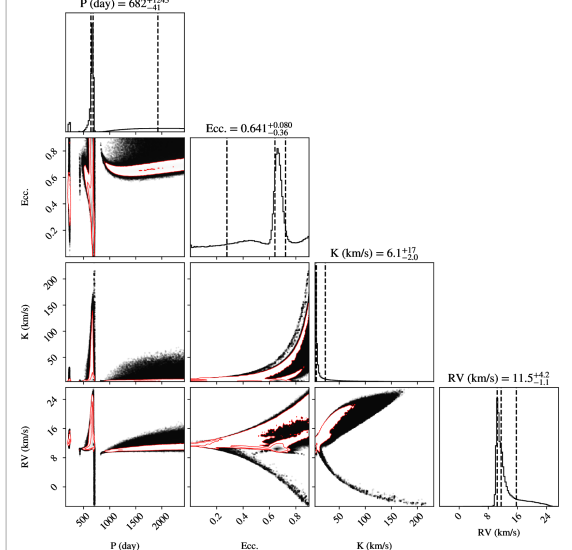 P (day) = 682+1243 −41
Ecc. = 0.641+0.080 −0.36
K (km/s) = 6.1+17 −2.0
RV (km/s) = 11.5+4.2 −1.1
Ecc.
0.8
0.6
0.4
0.2
K (km/s)
200
150
100
50
RV (km/s)
24
16
8
0
500 1000 1500 2000
0.2 0.4 0.6 0.8
50 100 150 200
0 8 16 24
P (day)
Ecc.
K (km/s)
RV (km/s)